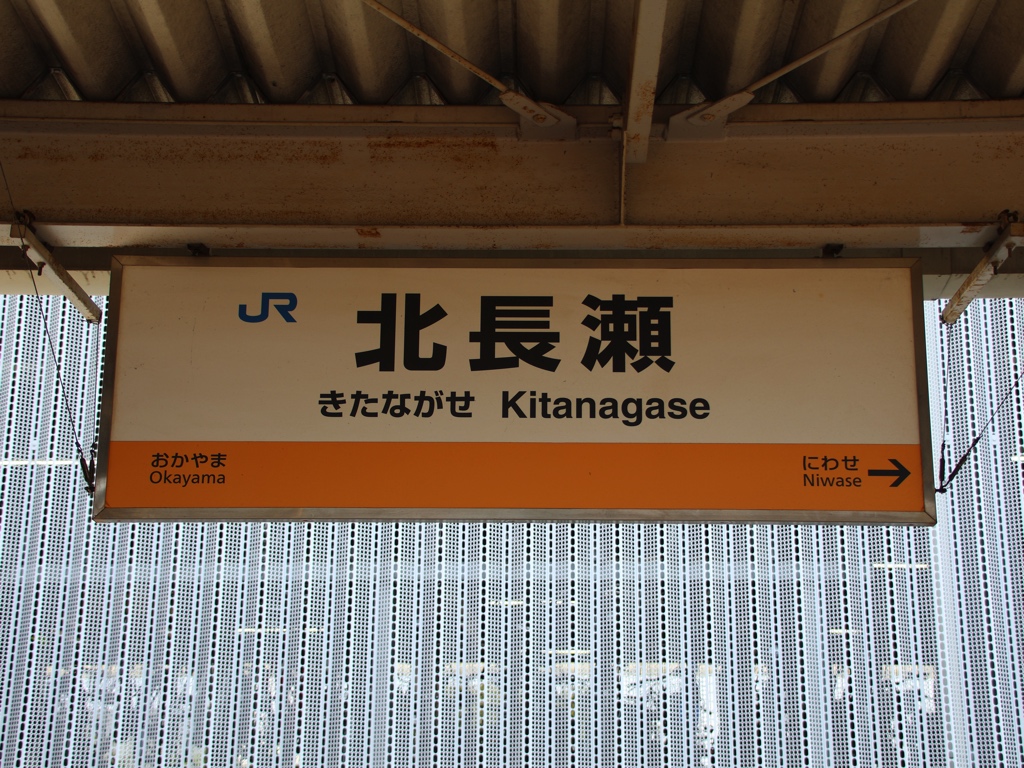 JR 北長瀬
きたながせ Kitanagase
おかやま
Okayama
にわせ
Niwase →